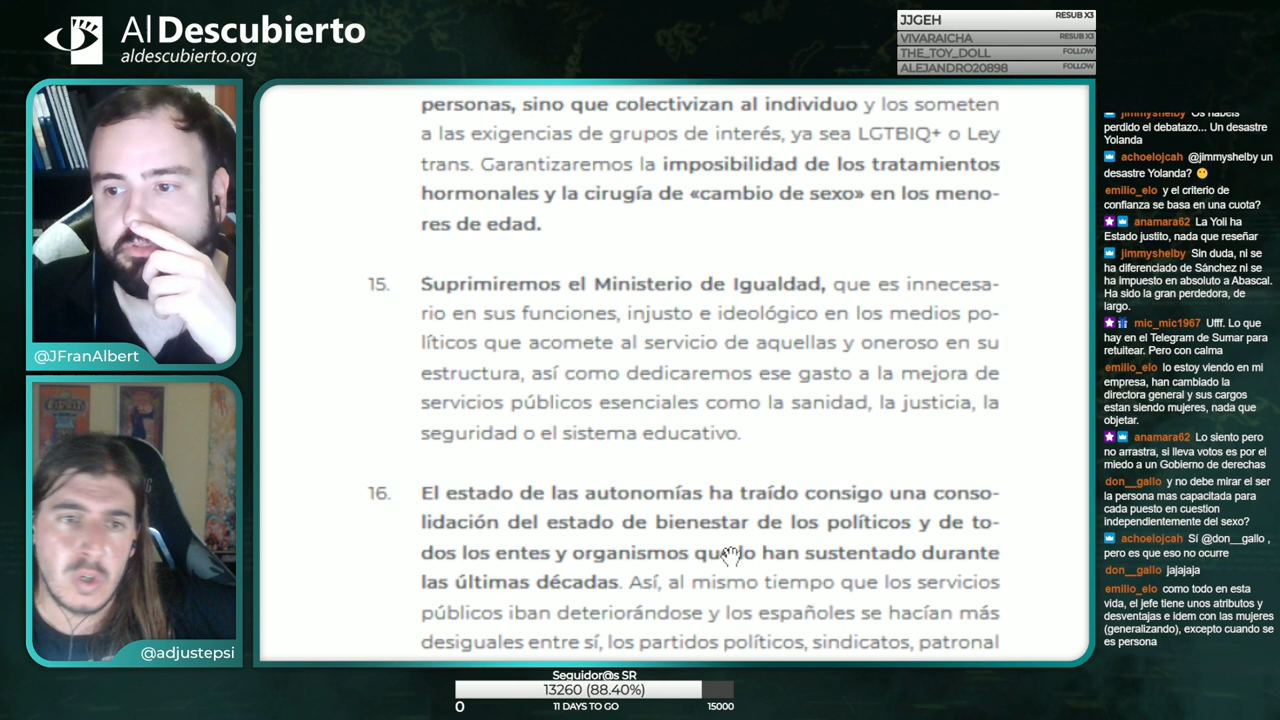 Al Descubierto
aldescubierto.org
JJGEH RESUB X3
VIVARAICHA RESUB X3
THE_TOY_DOLL FOLLOW
ALEJANDRO20898 FOLLOW
@JFranAlbert
@adjustepsi
personas, sino que colectivizan al individuo y los someten
a las exigencias de grupos de interés, ya sea LGTBIQ+ o Ley
trans. Garantizaremos la imposibilidad de los tratamientos
hormonales y la cirugía de «cambio de sexo» en los meno-
res de edad.
15. Suprimiremos el Ministerio de Igualdad, que es innecesa-
rio en sus funciones, injusto e ideológico en los medios po-
líticos que acomete al servicio de aquellas y oneroso en su
estructura, así como dedicaremos ese gasto a la mejora de
servicios públicos esenciales como la sanidad, la justicia, la
seguridad o el sistema educativo.
16. El estado de las autonomías ha traído consigo una conso-
lidación del estado de bienestar de los políticos y de to-
dos los entes y organismos que lo han sustentado durante
las últimas décadas. Así, al mismo tiempo que los servicios
públicos iban deteriorándose y los españoles se hacían más
desiguales entre sí, los partidos políticos, sindicatos, patronal
jimmyshelby Os habéis
perdido el debatazo... Un desastre
Yolanda
achoelojcah @jimmyshelby un
desastre Yolanda?
emilio_elo y el criterio de
confianza se basa en una cuota?
anamara62 La Yoli ha
Estado justito, nada que reseñar
jimmyshelby Sin duda, ni se
ha diferenciado de Sánchez ni se
ha Impuesto en absoluto a Abascal.
Ha sido la gran perdedora, de
largo.
mic_mic1967 Ufff. Lo que
hay en el Telegram de Sumar para
retuitear. Pero con calma
emilio_elo lo estoy viendo en mi
empresa, han cambiado la
directora general y sus cargos
estan siendo mujeres, nada que
objetar.
anamara62 Lo siento pero
no arrastra, si lleva votos es por el
miedo a un Gobierno de derechas
don__gallo y no debe mirar el ser
la persona mas capacitada para
cada puesto en cuestion
independientemente del sexo?
achoelojcah Sí @don__gallo ,
pero es que eso no ocurre
don__gallo jajajaja
emilio_elo como todo en esta
vida, el jefe tiene unos atributos y
desventajas e idem con las mujeres
(generalizando), excepto cuando se
es persona
Seguidor@s SR
13260 (88.40%)
0 11 DAYS TO GO 15000